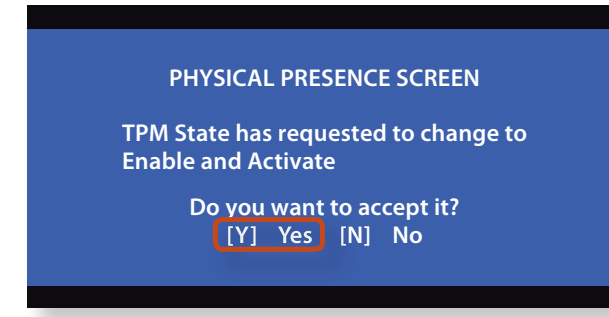 PHYSICAL PRESENCE SCREEN
TPM State has requested to change to
Enable and Activate
Do you want to accept it?
[Y] Yes [N] No